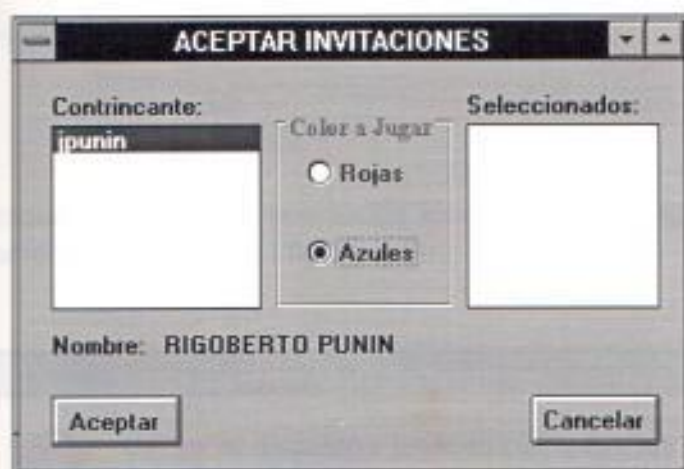 ACEPTAR INVITACIONES
Contrincante:
jpunin
Color a Jugar
Rojas
Azules
Seleccionados:
Nombre: RIGOBERTO PUNIN
Aceptar
Cancelar